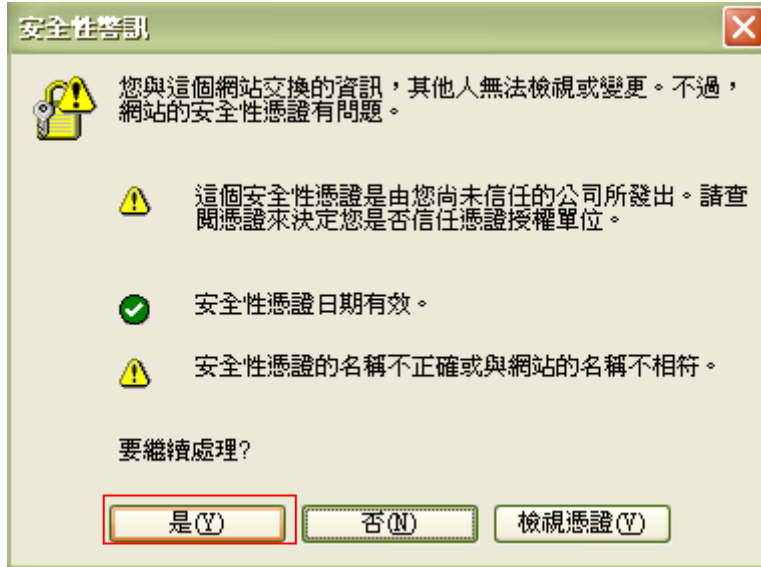 安全性警訊
您與這個網站交換的資訊，其他人無法檢視或變更。不過，
網站的安全性憑證有問題。
這個安全性憑證是由您尚未信任的公司所發出。請查
閱憑證來決定您是否信任憑證授權單位。
安全性憑證日期有效。
安全性憑證的名稱不正確或與網站的名稱不相符。
要繼續處理?
是(Y) 否(N) 檢視憑證(V)